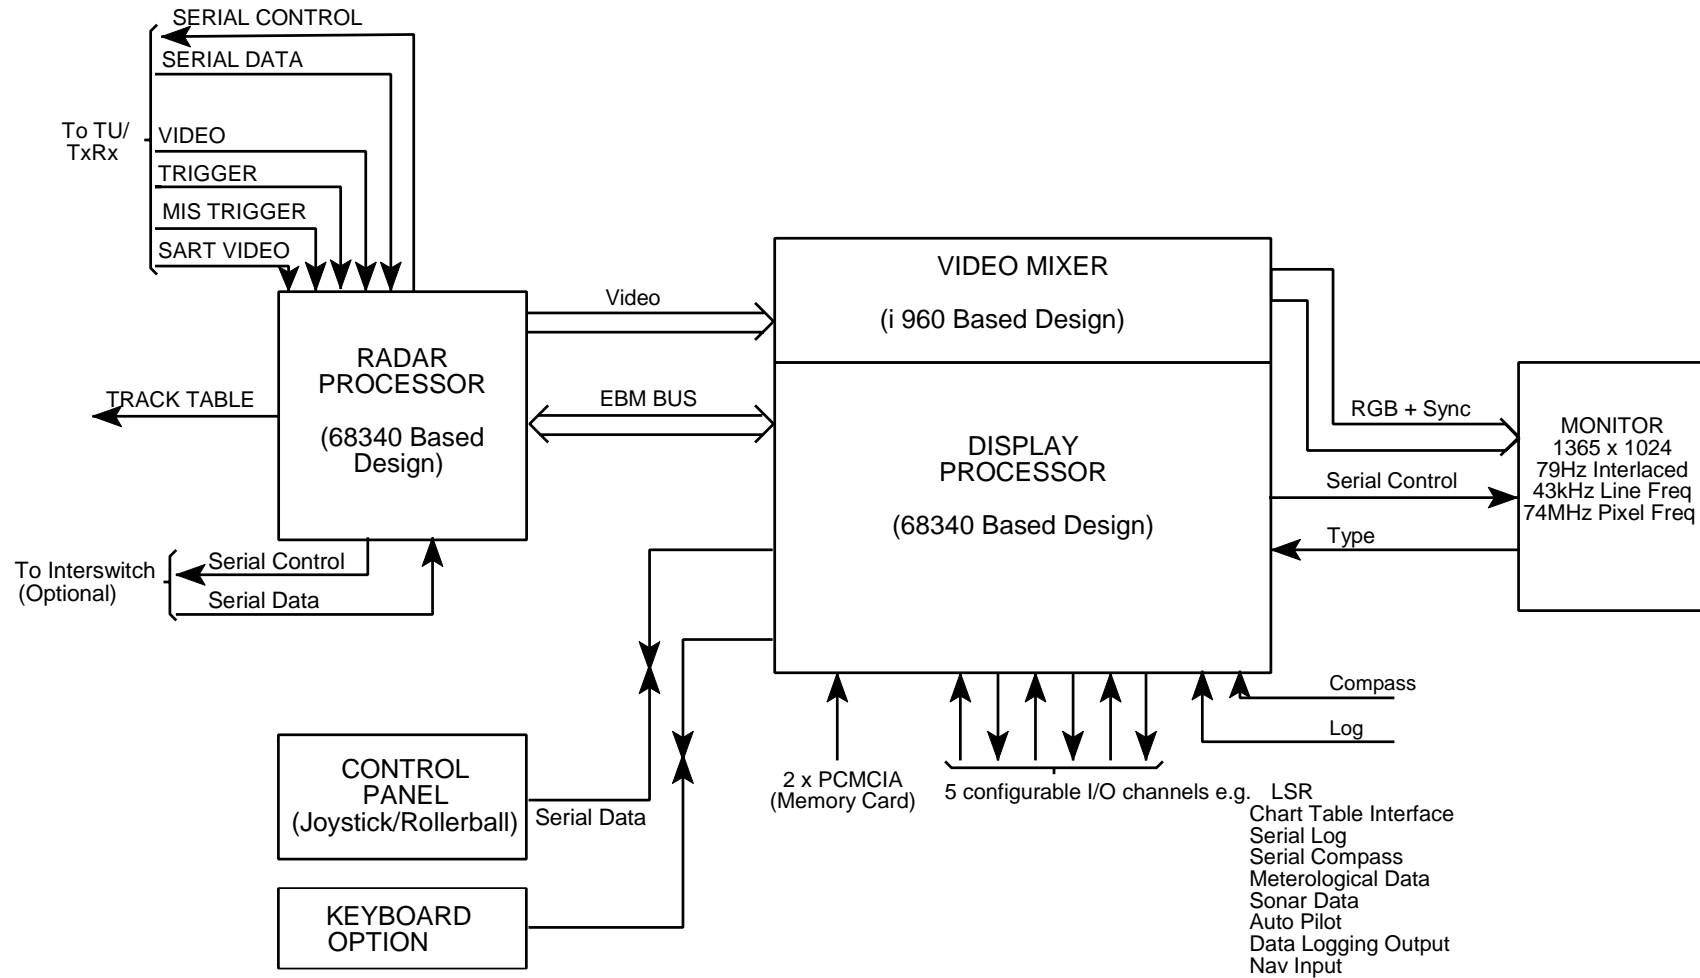 SERIAL CONTROL
SERIAL DATA
To TU/
TxRx
VIDEO
TRIGGER
MIS TRIGGER
SART VIDEO
RADAR
PROCESSOR
(68340 Based
Design)
TRACK TABLE
To Interswitch
(Optional)
Serial Control
Serial Data
Video
EBM BUS
VIDEO MIXER
(i 960 Based Design)
DISPLAY
PROCESSOR
(68340 Based Design)
RGB + Sync
Serial Control
Type
MONITOR
1365 x 1024
79Hz Interlaced
43kHz Line Freq
74MHz Pixel Freq
Compass
Log
CONTROL
PANEL
(Joystick/Rollerball)
Serial Data
KEYBOARD
OPTION
2 x PCMCIA
(Memory Card)
5 configurable I/O channels e.g. LSR
Chart Table Interface
Serial Log
Serial Compass
Meterological Data
Sonar Data
Auto Pilot
Data Logging Output
Nav Input